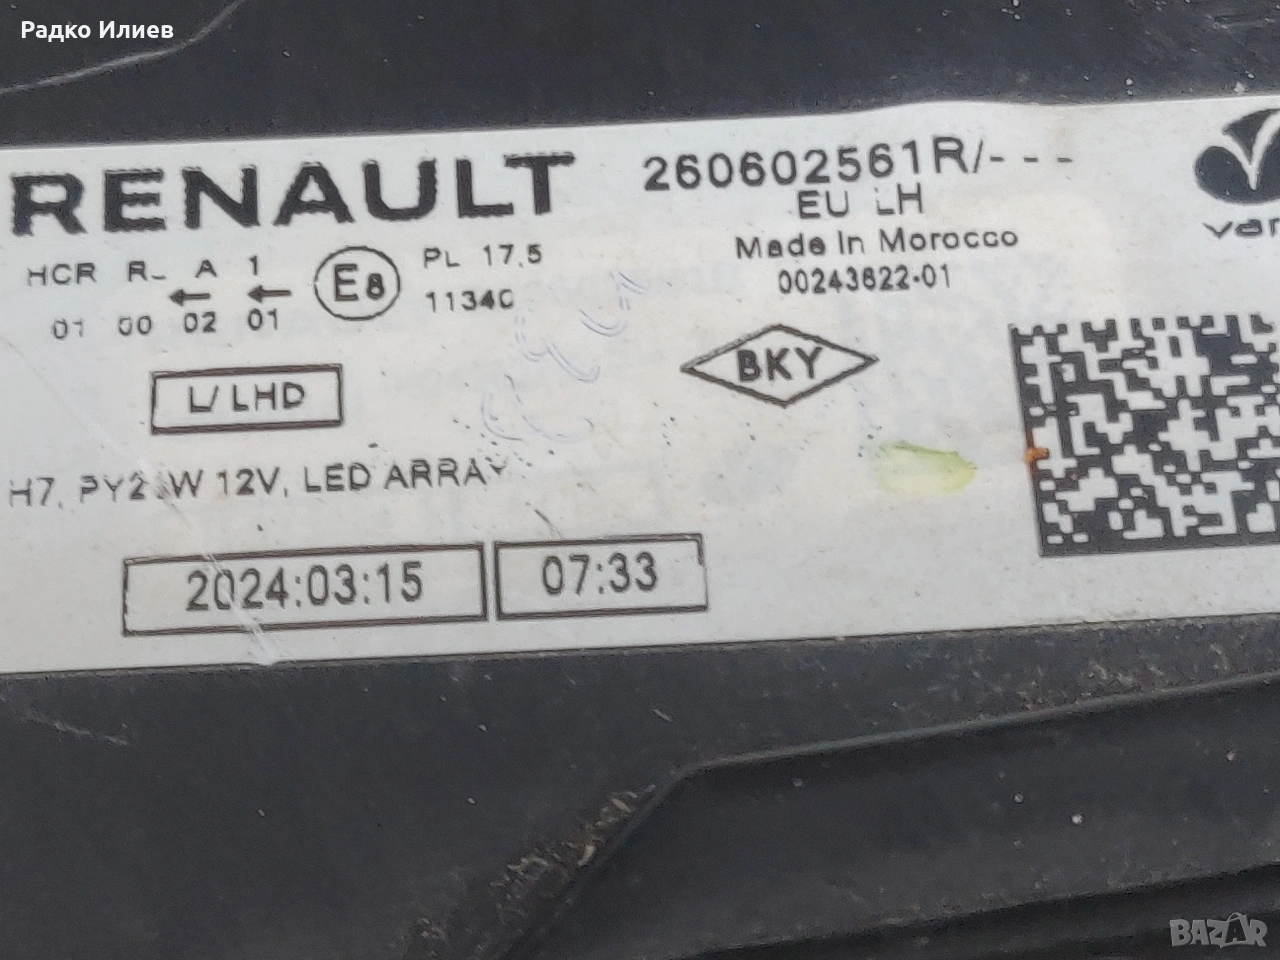 Радко Илиев
RENAULT 260602561R/---
EU LH
Made In Morocco
00243622-01
HCR R- A 1
01 00 02 01
E8
PL 17.5
11340
BKY
L/ LHD
H7, W 12V, LED ARRAY
2024:03:15 07:33
BAZAR